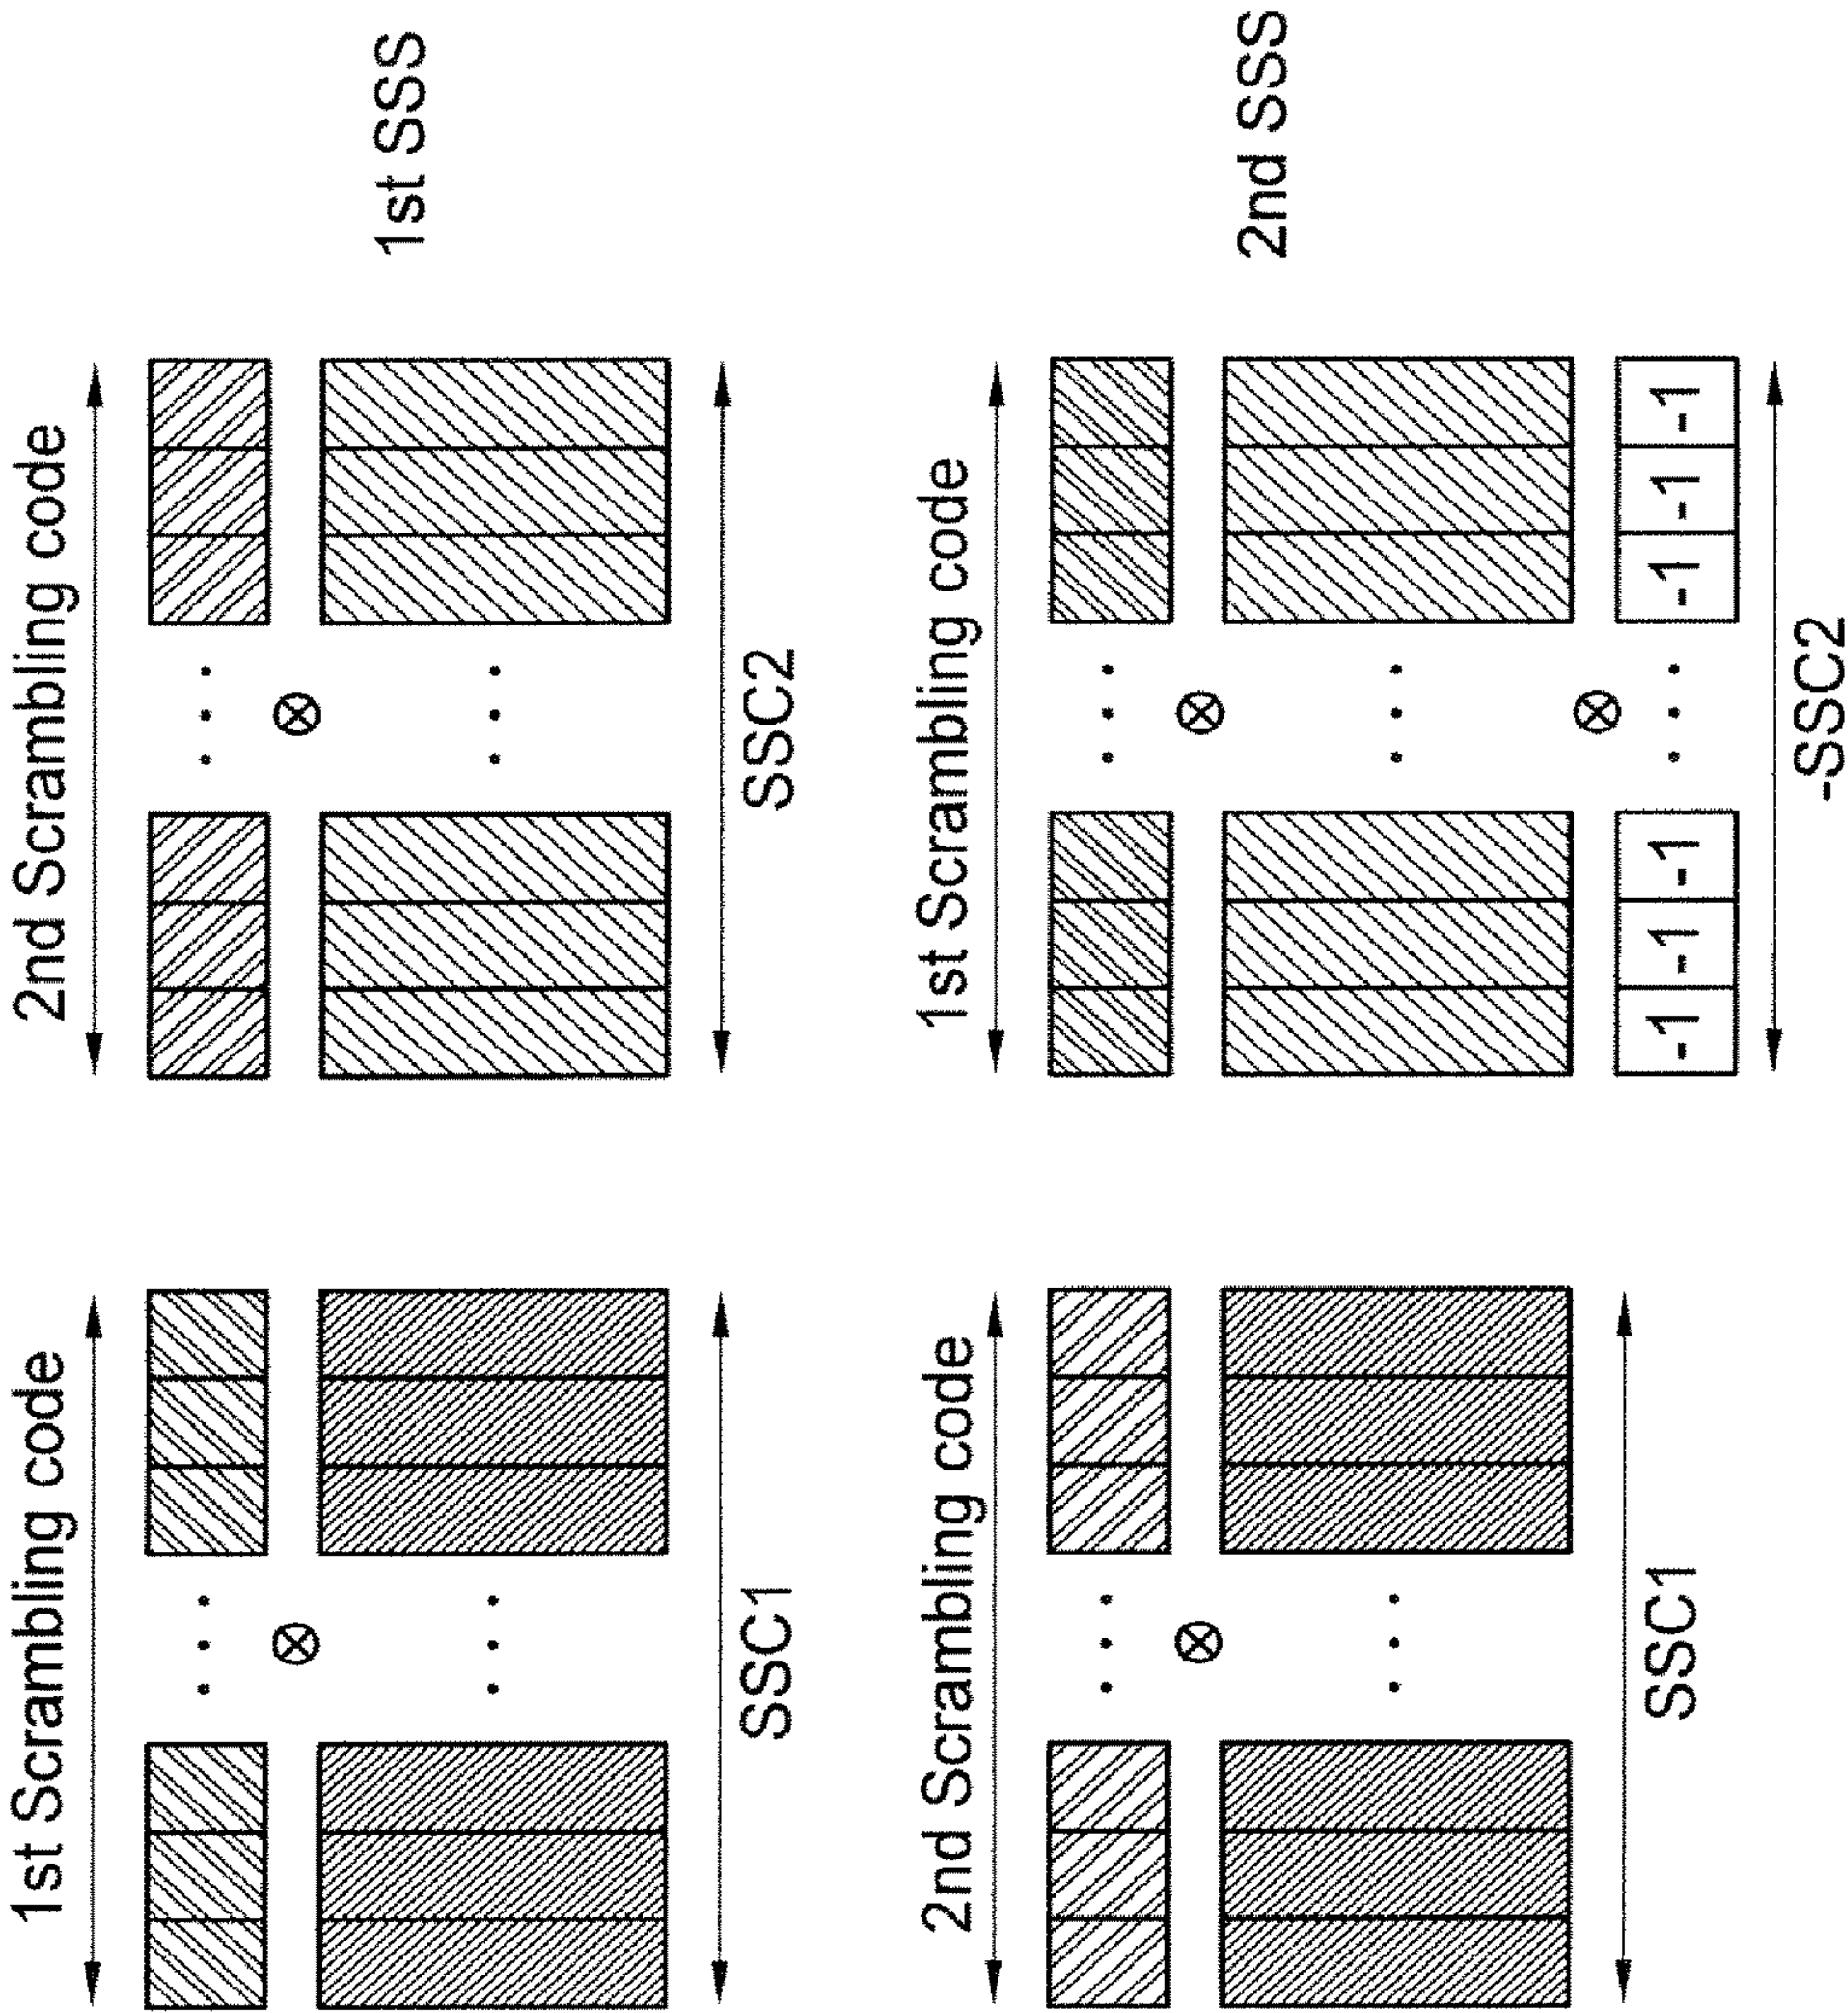 1st Scrambling code
2nd Scrambling code
SSC1
SSC2
1st SSS
2nd Scrambling code
1st Scrambling code
-1 -1 -1 -1 -1 -1
SSC1
-SSC2
2nd SSS